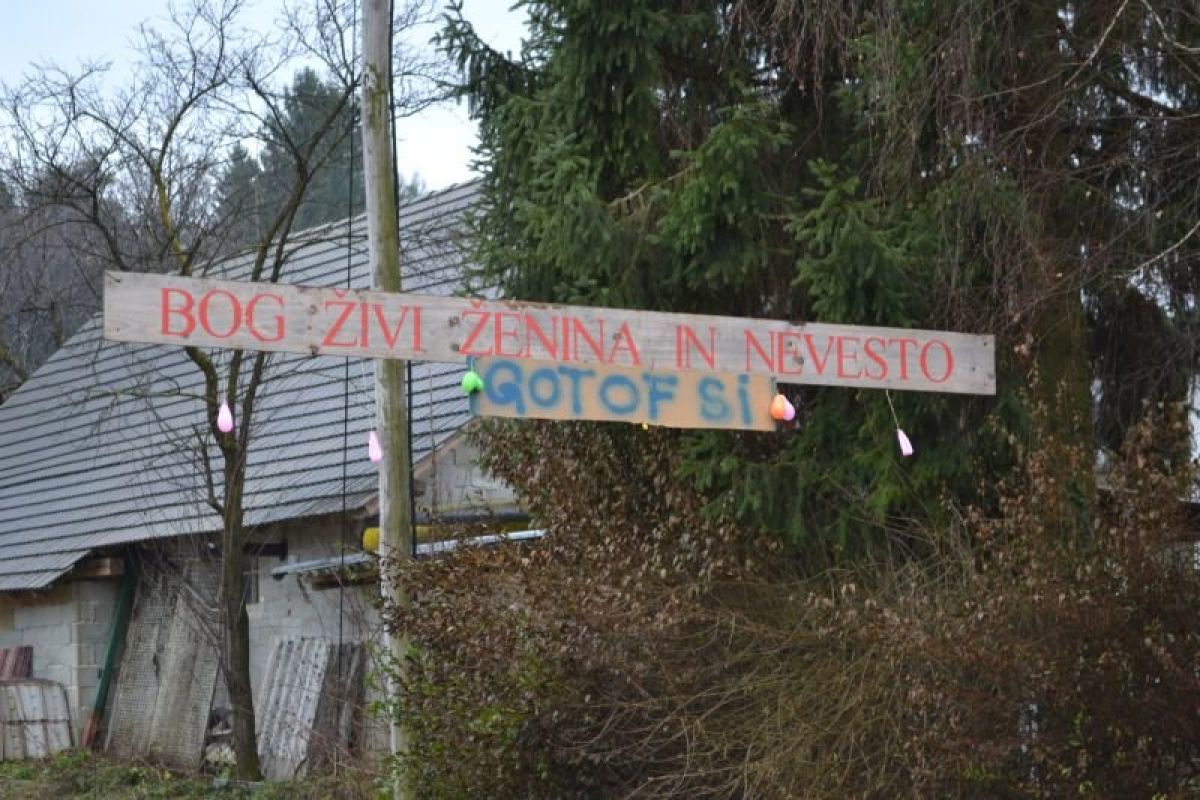 BOG ŽIVI ŽENINA IN NEVESTO
GOTOF SI